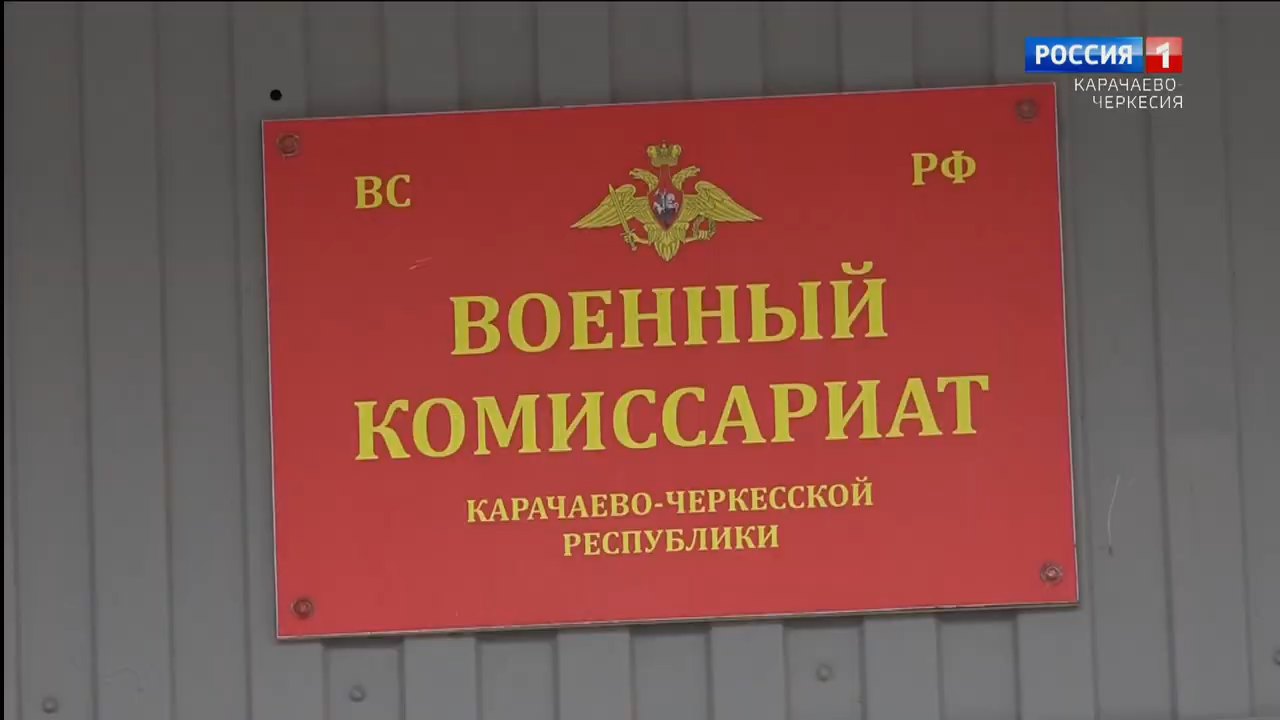 РОССИЯ 1
КАРАЧАЕВО-
ЧЕРКЕСИЯ
ВС РФ
ВОЕННЫЙ
КОМИССАРИАТ
КАРАЧАЕВО-ЧЕРКЕССКОЙ
РЕСПУБЛИКИ